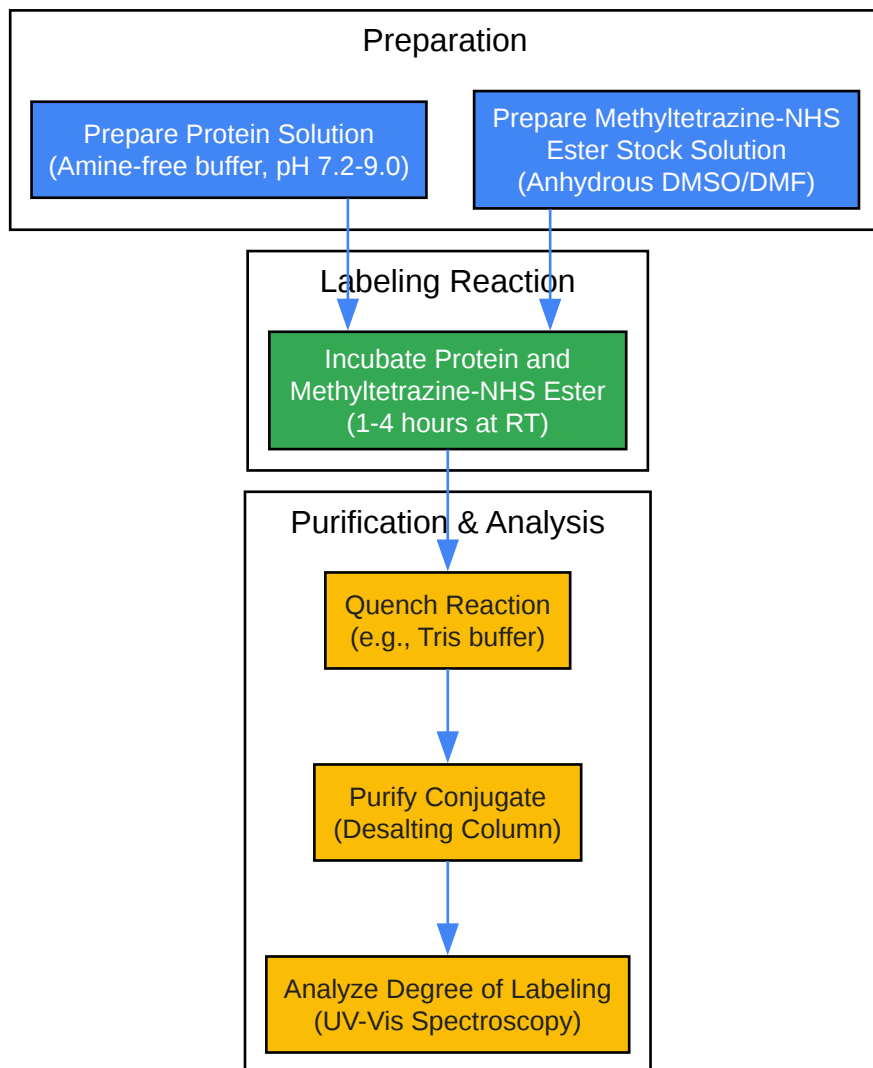 Preparation
Prepare Protein Solution
(Amine-free buffer, pH 7.2-9.0)
Prepare Methyltetrazine-NHS
Ester Stock Solution
(Anhydrous DMSO/DMF)
Labeling Reaction
Incubate Protein and
Methyltetrazine-NHS Ester
(1-4 hours at RT)
Purification & Analysis
Quench Reaction
(e.g., Tris buffer)
Purify Conjugate
(Desalting Column)
Analyze Degree of Labeling
(UV-Vis Spectroscopy)